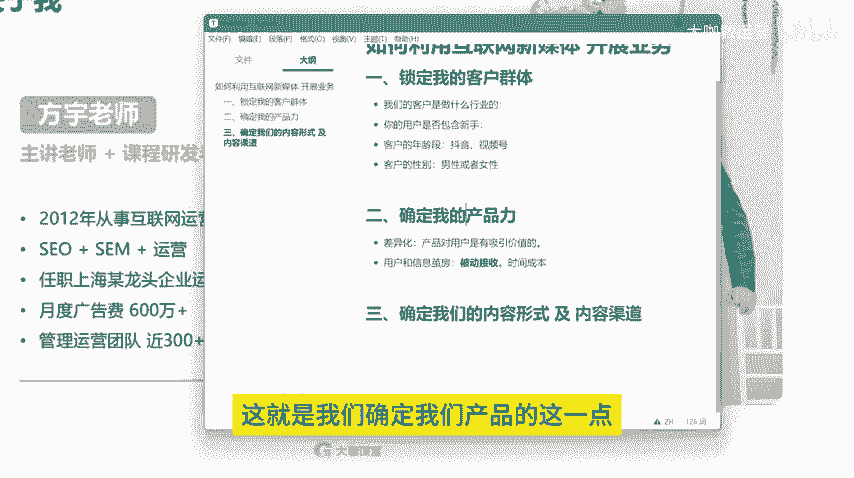 方宇老师
主讲老师 + 课程研发
• 2012年从事互联网运营
• SEO + SEM + 运营
• 任职上海某龙头企业运
• 月度广告费 600万+
• 管理运营团队 近300+
文件(F) 编辑(E) 段落(P) 格式(O) 视图(V) 主题(T) 帮助(H)
文件 大纲
如何利用互联网新媒体 开展业务
一、锁定我的客户群体
二、确定我的产品力
三、确定我们的内容形式 及
内容渠道
如何利用互联网新媒体 开展业务
一、锁定我的客户群体
• 我们的客户是做什么行业的:
• 你的用户是否包含新手:
• 客户的年龄段: 抖音、视频号
• 客户的性别: 男性或者女性
二、确定我的产品力
• 差异化: 产品对用户是有吸引价值的。
• 用户和信息茧房: 被动接收。时间成本
三、确定我们的内容形式 及 内容渠道
ZH 126 词
这就是我们确定我们产品的这一点